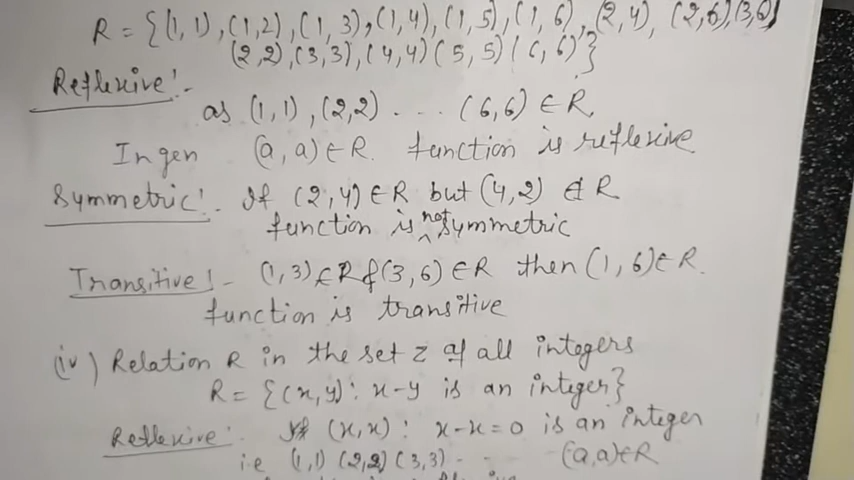 R = {(1, 1), (1,2), (1, 3), (1,4), (1,5), (1, 6), (2,4), (2,6), (3,6)
(2,2), (3,3), (4,4) (5,5) (6,6)}
Reflexive:-
as (1,1), (2,2) . . . . (6,6) ∈ R,
In gen (a, a) ∈ R. function is reflexive
Symmetric:- If (2,4) ∈ R but (4,2) ∉ R
function is not symmetric
Transitive:- (1,3) ∈ R & (3,6) ∈ R then (1,6) ∈ R.
function is transitive
(iv) Relation R in the set Z of all integers
R = {(x,y): x-y is an integer}
Reflexive:- If (x,x): x-x=0 is an integer
i.e (1,1) (2,2) (3,3) - - (a,a) ∈ R